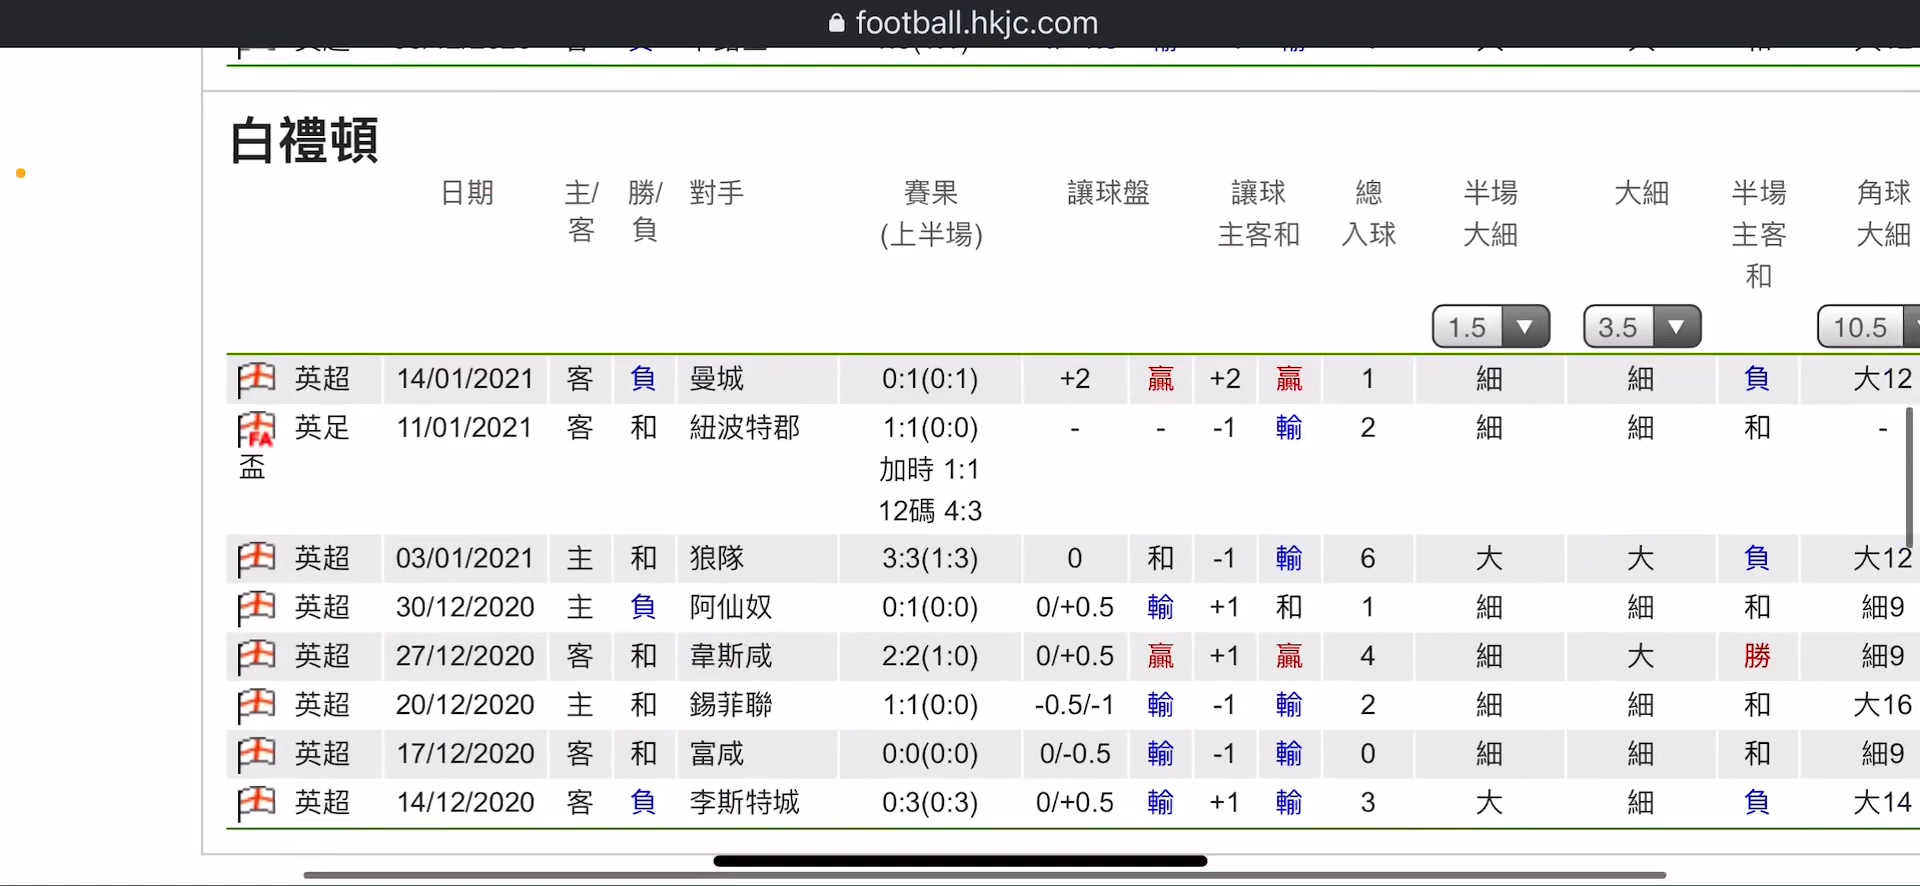 football.hkjc.com
白禮頓
日期 主/客 勝/負 對手 賽果(上半場) 讓球盤 讓球主客和 總入球 半場大細 大細 半場主客和 角球大細
1.5 3.5 10.5
英超 14/01/2021 客 負 曼城 0:1(0:1) +2 贏 +2 贏 1 細 細 負 大12
FA 英足盃 11/01/2021 客 和 紐波特郡 1:1(0:0) 加時 1:1 12碼 4:3 - - -1 輸 2 細 細 和 -
英超 03/01/2021 主 和 狼隊 3:3(1:3) 0 和 -1 輸 6 大 大 負 大12
英超 30/12/2020 主 負 阿仙奴 0:1(0:0) 0/+0.5 輸 +1 和 1 細 細 和 細9
英超 27/12/2020 客 和 韋斯咸 2:2(1:0) 0/+0.5 贏 +1 贏 4 細 大 勝 細9
英超 20/12/2020 主 和 錫菲聯 1:1(0:0) -0.5/-1 輸 -1 輸 2 細 細 和 大16
英超 17/12/2020 客 和 富咸 0:0(0:0) 0/-0.5 輸 -1 輸 0 細 細 和 細9
英超 14/12/2020 客 負 李斯特城 0:3(0:3) 0/+0.5 輸 +1 輸 3 大 細 負 大14